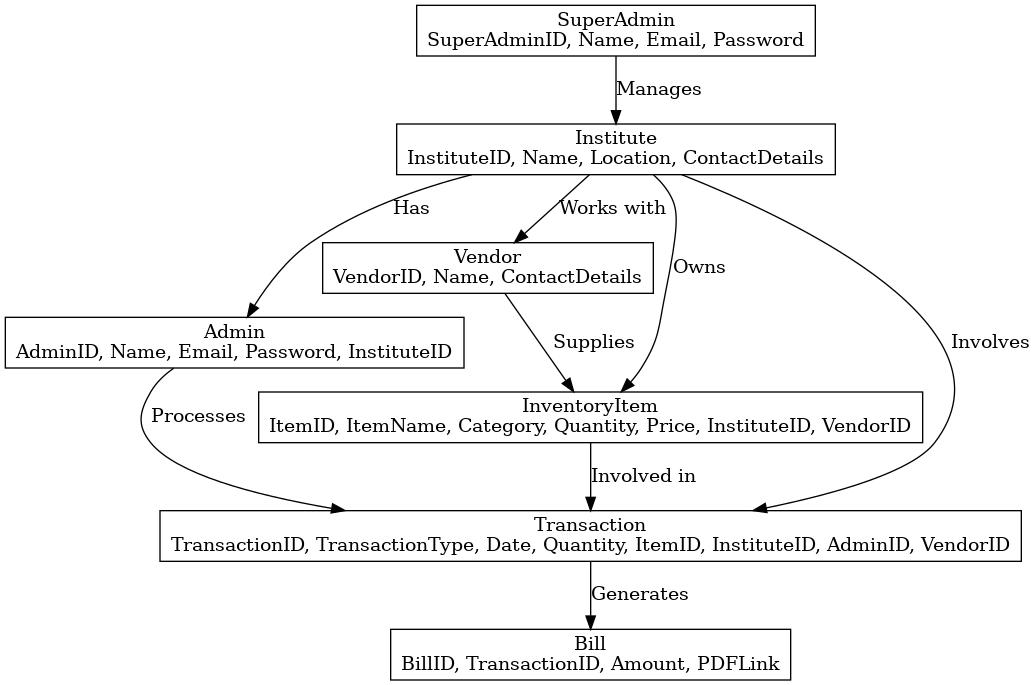 SuperAdmin
SuperAdminID, Name, Email, Password
Manages
Institute
InstituteID, Name, Location, ContactDetails
Has
Works with
Vendor
VendorID, Name, ContactDetails
Owns
Admin
AdminID, Name, Email, Password, InstituteID
Supplies
Involves
InventoryItem
ItemID, ItemName, Category, Quantity, Price, InstituteID, VendorID
Processes
Involved in
Transaction
TransactionID, TransactionType, Date, Quantity, ItemID, InstituteID, AdminID, VendorID
Generates
Bill
BillID, TransactionID, Amount, PDFLink